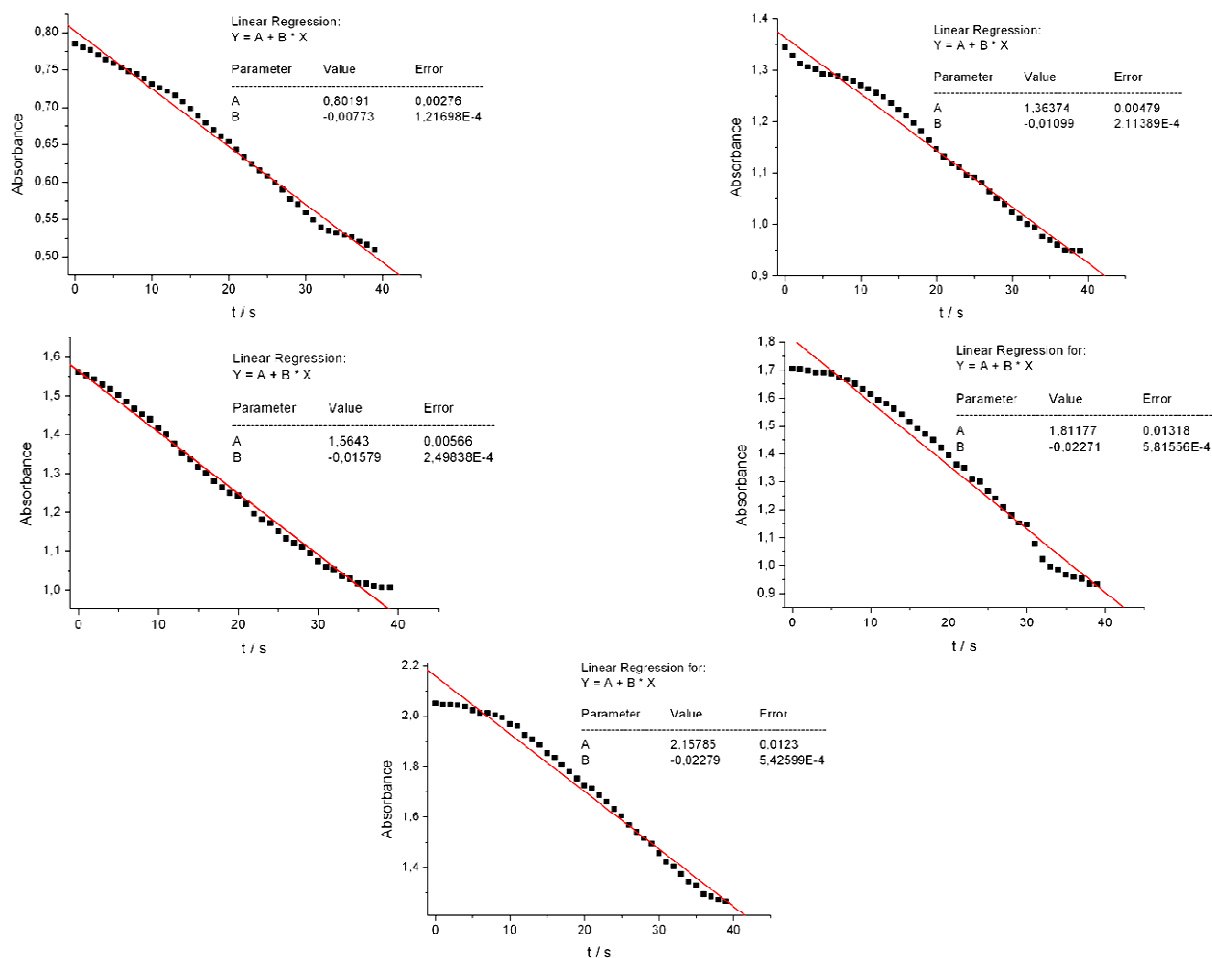 Linear Regression:
Y = A + B * X
Parameter Value Error
A 0,80191 0,00276
B -0,00773 1,21698E-4
0,80
0,75
0,70
0,65
0,60
0,55
0,50
Absorbance
0 10 20 30 40
t / s
Linear Regression:
Y = A + B * X
Parameter Value Error
A 1,36374 0,00479
B -0,01099 2,11389E-4
1,4
1,3
1,2
1,1
1,0
0,9
Absorbance
0 10 20 30 40
t / s
Linear Regression:
Y = A + B * X
Parameter Value Error
A 1,5643 0,00566
B -0,01579 2,49838E-4
1,6
1,5
1,4
1,3
1,2
1,1
1,0
Absorbance
0 10 20 30 40
t / s
Linear Regression for:
Y = A + B * X
Parameter Value Error
A 1,81177 0,01318
B -0,02271 5,81556E-4
1,8
1,7
1,6
1,5
1,4
1,3
1,2
1,1
1,0
0,9
Absorbance
0 10 20 30 40
t / s
Linear Regression for:
Y = A + B * X
Parameter Value Error
A 2,15785 0,0123
B -0,02279 5,42599E-4
2,2
2,0
1,8
1,6
1,4
Absorbance
0 10 20 30 40
t / s